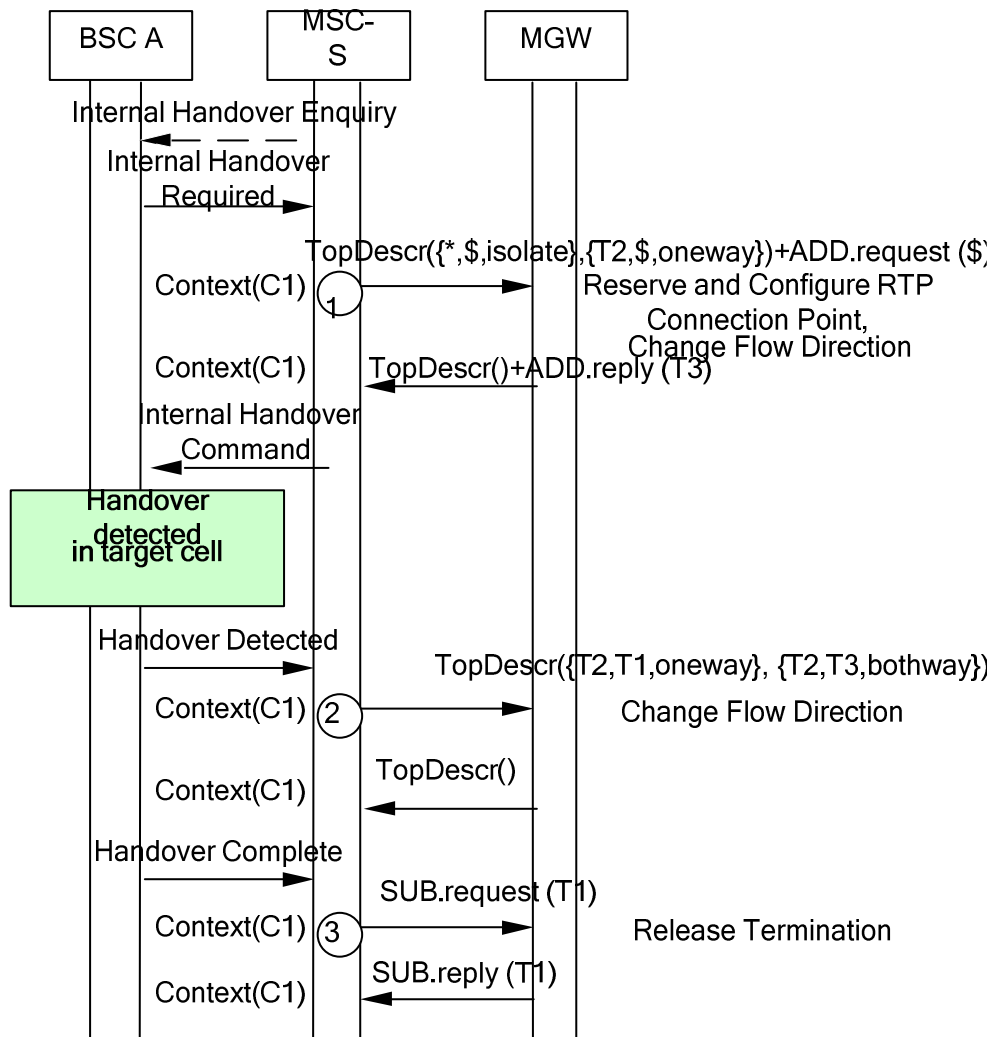 BSC A
MSC-
S
MGW
Internal Handover Enquiry
Internal Handover
Required
TopDescr({*,$,isolate},{T2,$,oneway})+ADD.request ($)
Context(C1)
1
Reserve and Configure RTP
Connection Point,
Change Flow Direction
Context(C1)
TopDescr()+ADD.reply (T3)
Internal Handover
Command
Handover
detected
in target cell
Handover Detected
TopDescr({T2,T1,oneway}, {T2,T3,bothway})
Context(C1)
2
Change Flow Direction
TopDescr()
Context(C1)
Handover Complete
SUB.request (T1)
Context(C1)
3
Release Termination
SUB.reply (T1)
Context(C1)